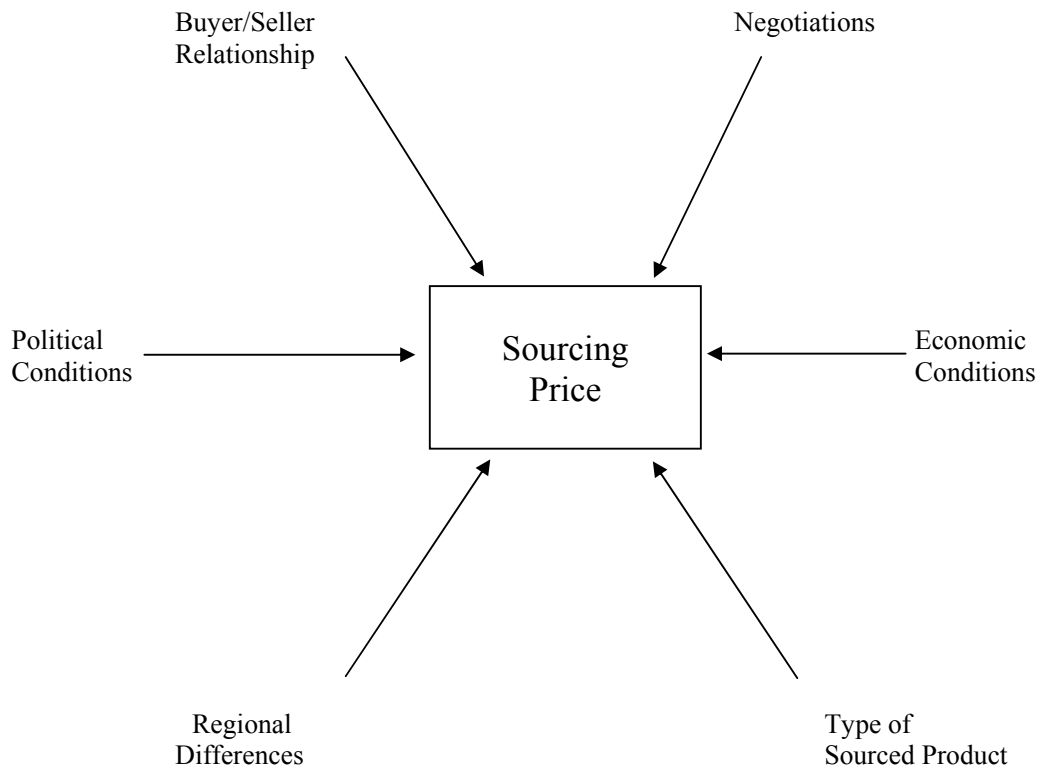 Buyer/Seller
Relationship
Negotiations
Political
Conditions
Sourcing
Price
Economic
Conditions
Regional
Differences
Type of
Sourced Product